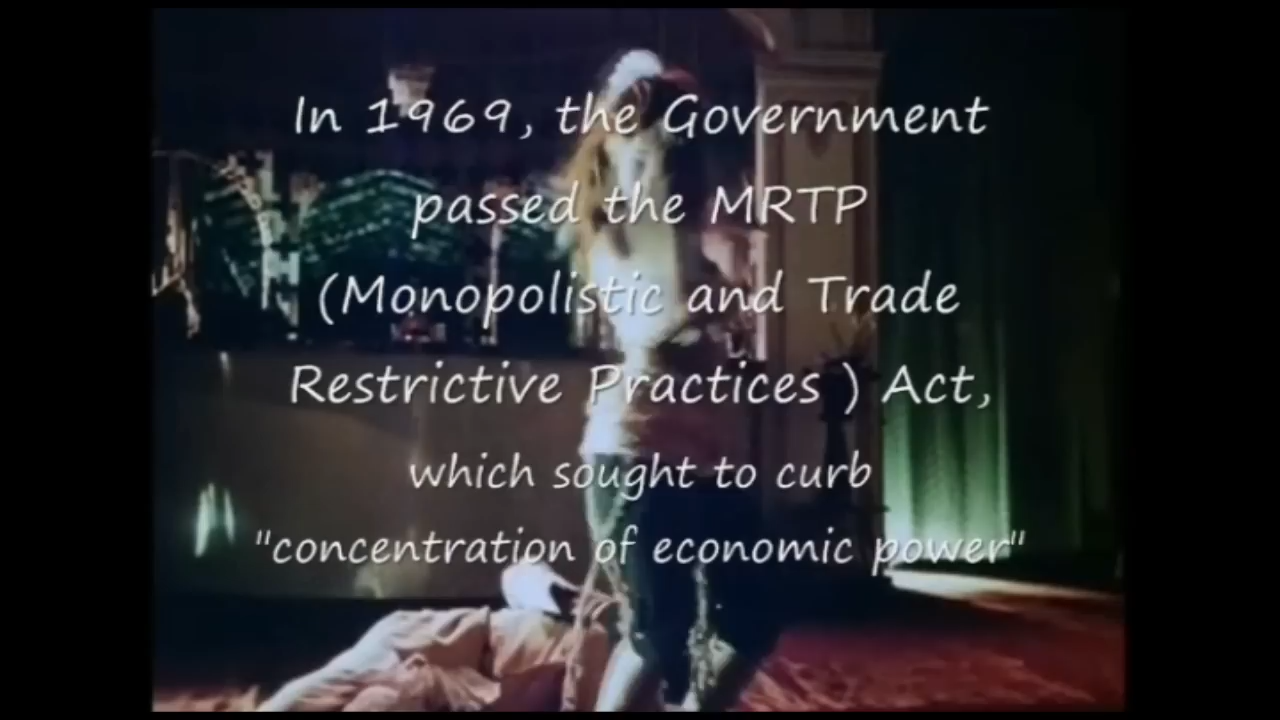 In 1969, the Government
passed the MRTP
(Monopolistic and Trade
Restrictive Practices ) Act,
which sought to curb
"concentration of economic power"